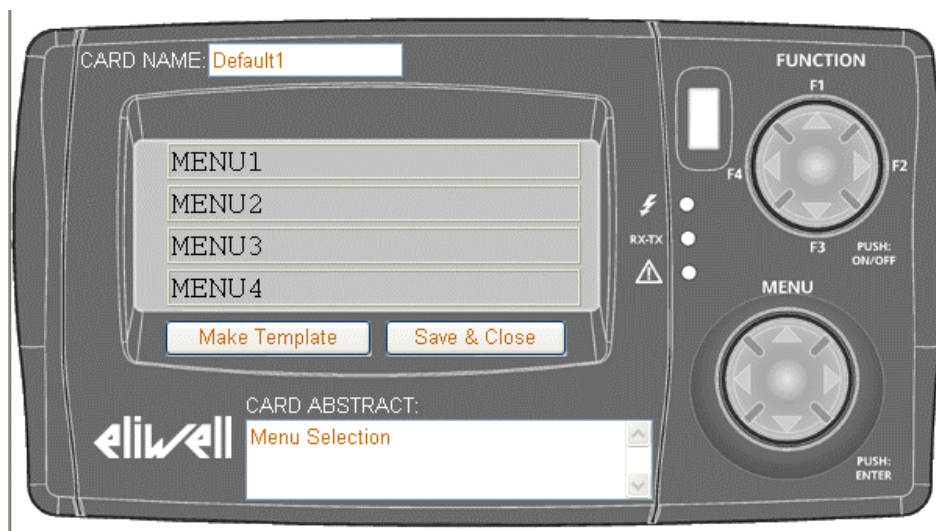 CARD NAME: Default1
FUNCTION
F1
MENU1
MENU2
MENU3
MENU4
F4
F2
RX-TX
F3
PUSH:
ON/OFF
MENU
Make Template
Save & Close
CARD ABSTRACT:
eliwell
Menu Selection
PUSH:
ENTER